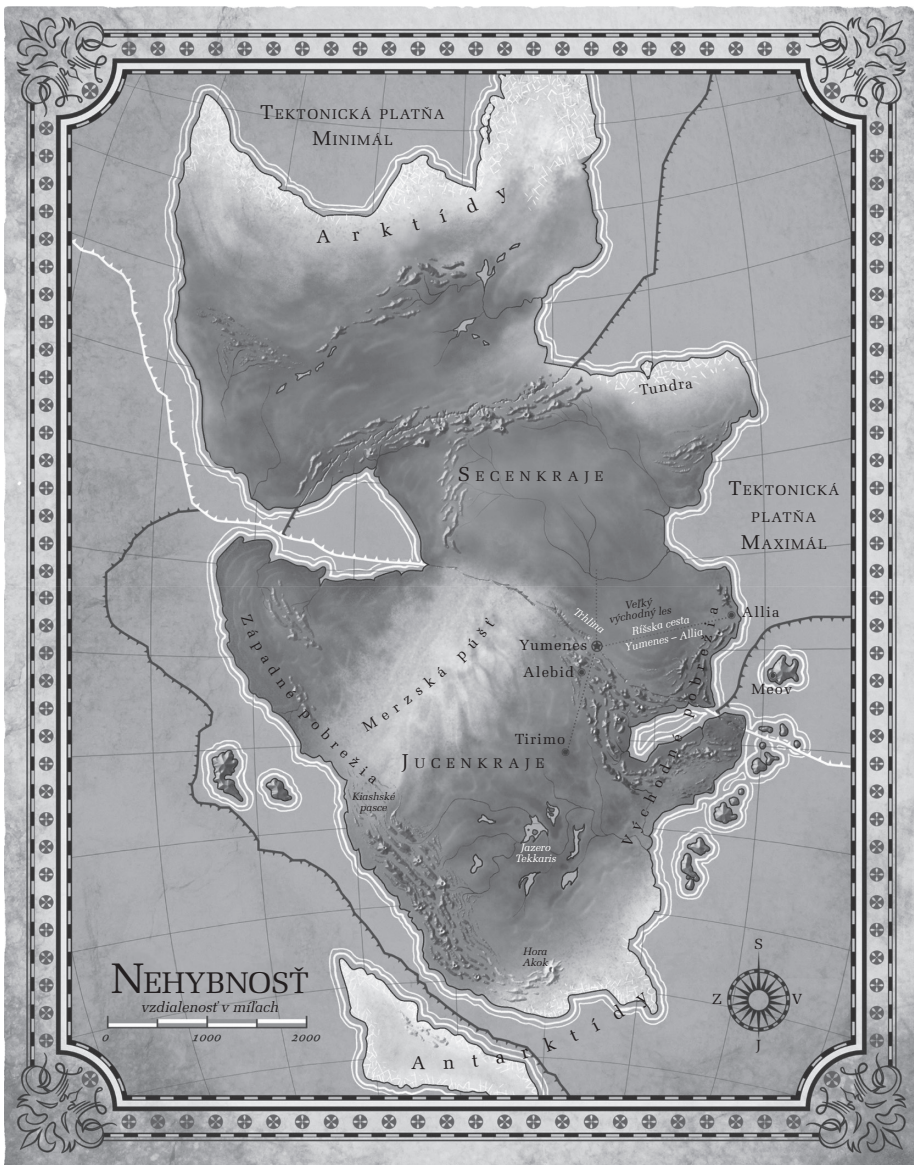 TEKTONICKÁ PLATŇA
MINIMÁL
Arktídy
Tundra
SECENKRAJE
TEKTONICKÁ
PLATŇA
MAXIMÁL
Veľký
východný les
Trhlina
Ríšska cesta
Yumenes – Allia
Allia
Yumenes
Alebid
Meov
Západné pobrežia
Merzská púšť
Východné pobrežia
Tirimo
JUCENKRAJE
Kiashské
pasce
Jazero
Tekkaris
Hora
Akok
Antarktídy
NEHYBNOSŤ
vzdialenosť v míľach
0 1000 2000
S
Z V
J